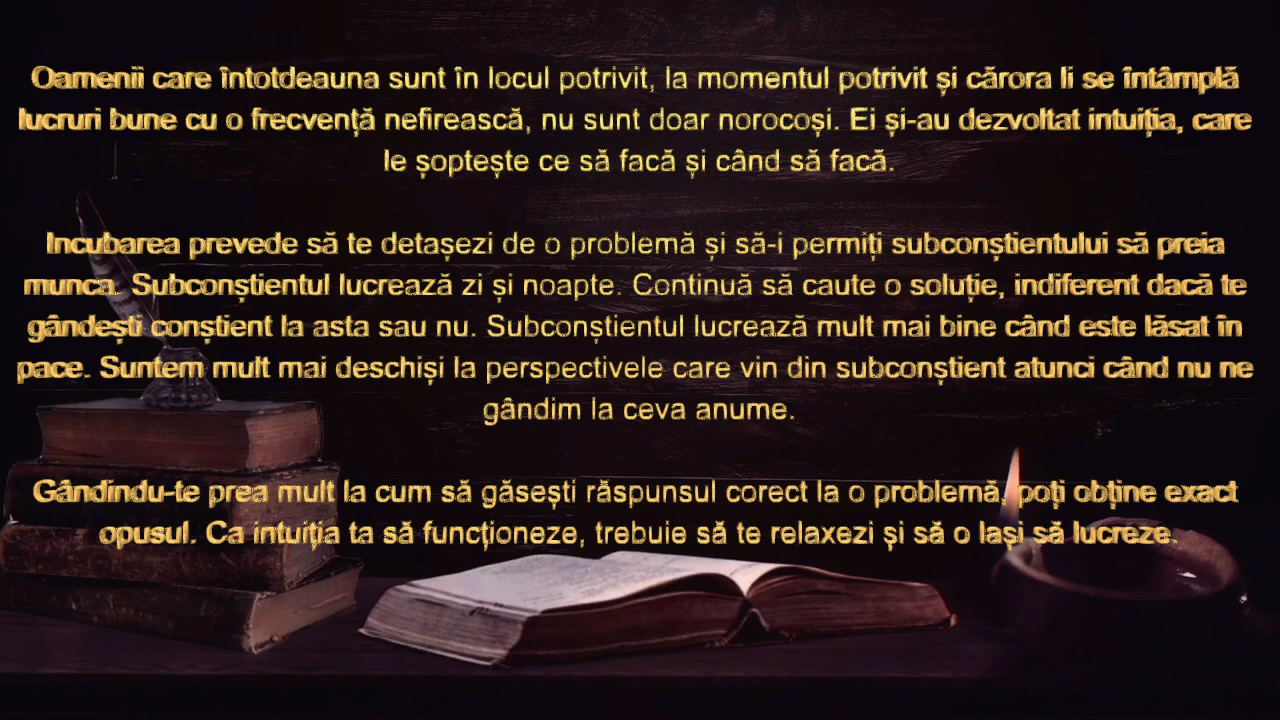 Oamenii care întotdeauna sunt în locul potrivit, la momentul potrivit și cărora li se întâmplă
lucruri bune cu o frecvență nefirească, nu sunt doar norocoși. Ei și-au dezvoltat intuiția, care
le șoptește ce să facă și când să facă.
Incubarea prevede să te detașezi de o problemă și să-i permiți subconștientului să preia
munca. Subconștientul lucrează zi și noapte. Continuă să caute o soluție, indiferent dacă te
gândești conștient la asta sau nu. Subconștientul lucrează mult mai bine când este lăsat în
pace. Suntem mult mai deschiși la perspectivele care vin din subconștient atunci când nu ne
gândim la ceva anume.
Gândindu-te prea mult la cum să găsești răspunsul corect la o problemă, poți obține exact
opusul. Ca intuiția ta să funcționeze, trebuie să te relaxezi și să o lași să lucreze.